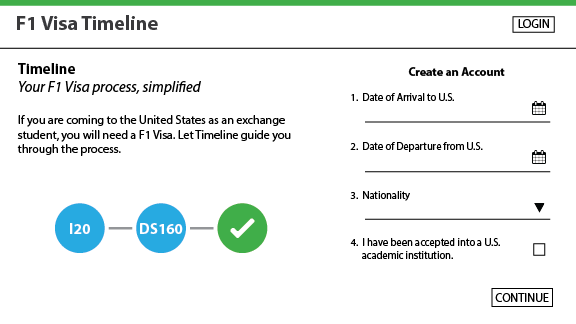 F1 Visa Timeline
LOGIN
Timeline
Your F1 Visa process, simplified
If you are coming to the United States as an exchange
student, you will need a F1 Visa. Let Timeline guide you
through the process.
I20
DS160
Create an Account
1. Date of Arrival to U.S.
2. Date of Departure from U.S.
3. Nationality
4. I have been accepted into a U.S.
academic institution.
CONTINUE